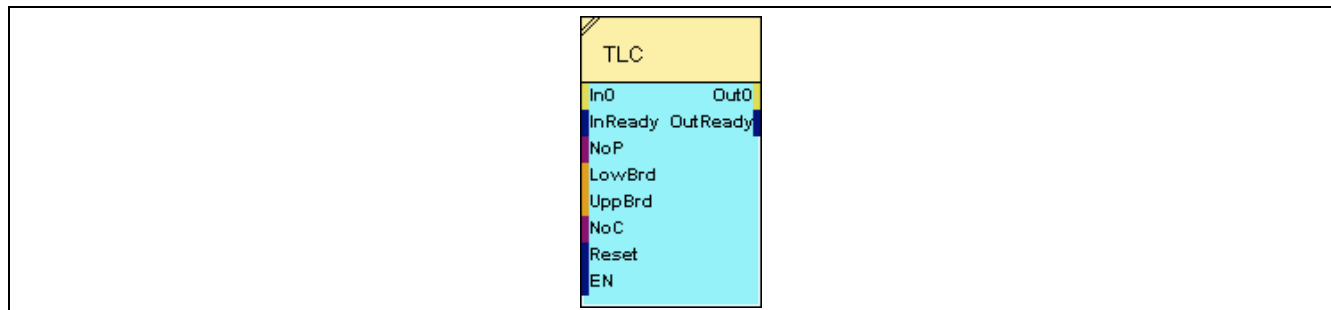 TLC
In0 Out0
InReady OutReady
NoP
LowBrd
UppBrd
NoC
Reset
EN